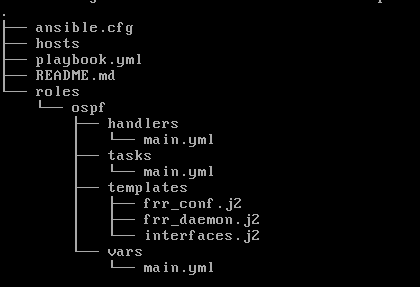 .
├── ansible.cfg
├── hosts
├── playbook.yml
├── README.md
└── roles
    └── ospf
        ├── handlers
        │   └── main.yml
        ├── tasks
        │   └── main.yml
        ├── templates
        │   ├── frr_conf.j2
        │   ├── frr_daemon.j2
        │   └── interfaces.j2
        └── vars
            └── main.yml